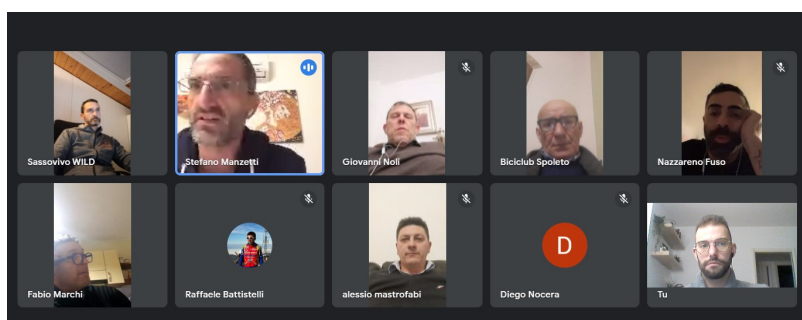 Sassovivo WILD
Stefano Manzetti
Giovanni Noli
Biciclub Spoleto
Nazzareno Fuso
Fabio Marchi
Raffaele Battistelli
alessio mastrofabi
D
Diego Nocera
Tu